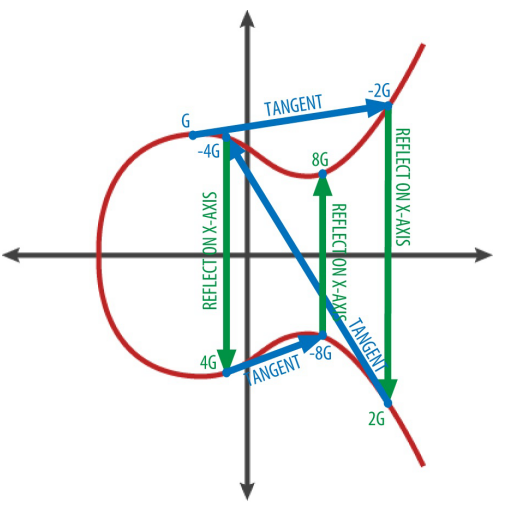 -2G
TANGENT
G
-4G
8G
REFLECT ON X-AXIS
REFLECT ON X-AXIS
REFLECT ON X-AXIS
TANGENT
-8G
4G
TANGENT
2G